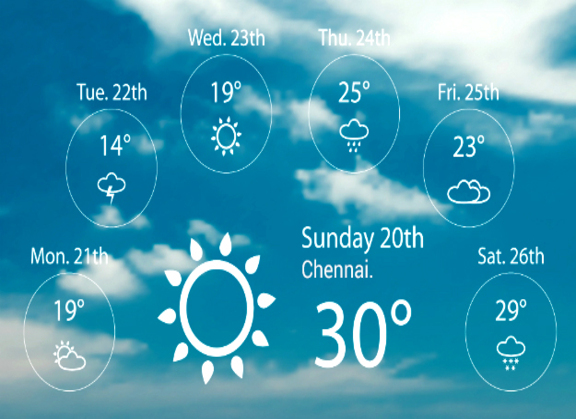 Wed. 23th
19°
Thu. 24th
25°
Tue. 22th
14°
Fri. 25th
23°
Mon. 21th
19°
Sunday 20th
Chennai.
30°
Sat. 26th
29°